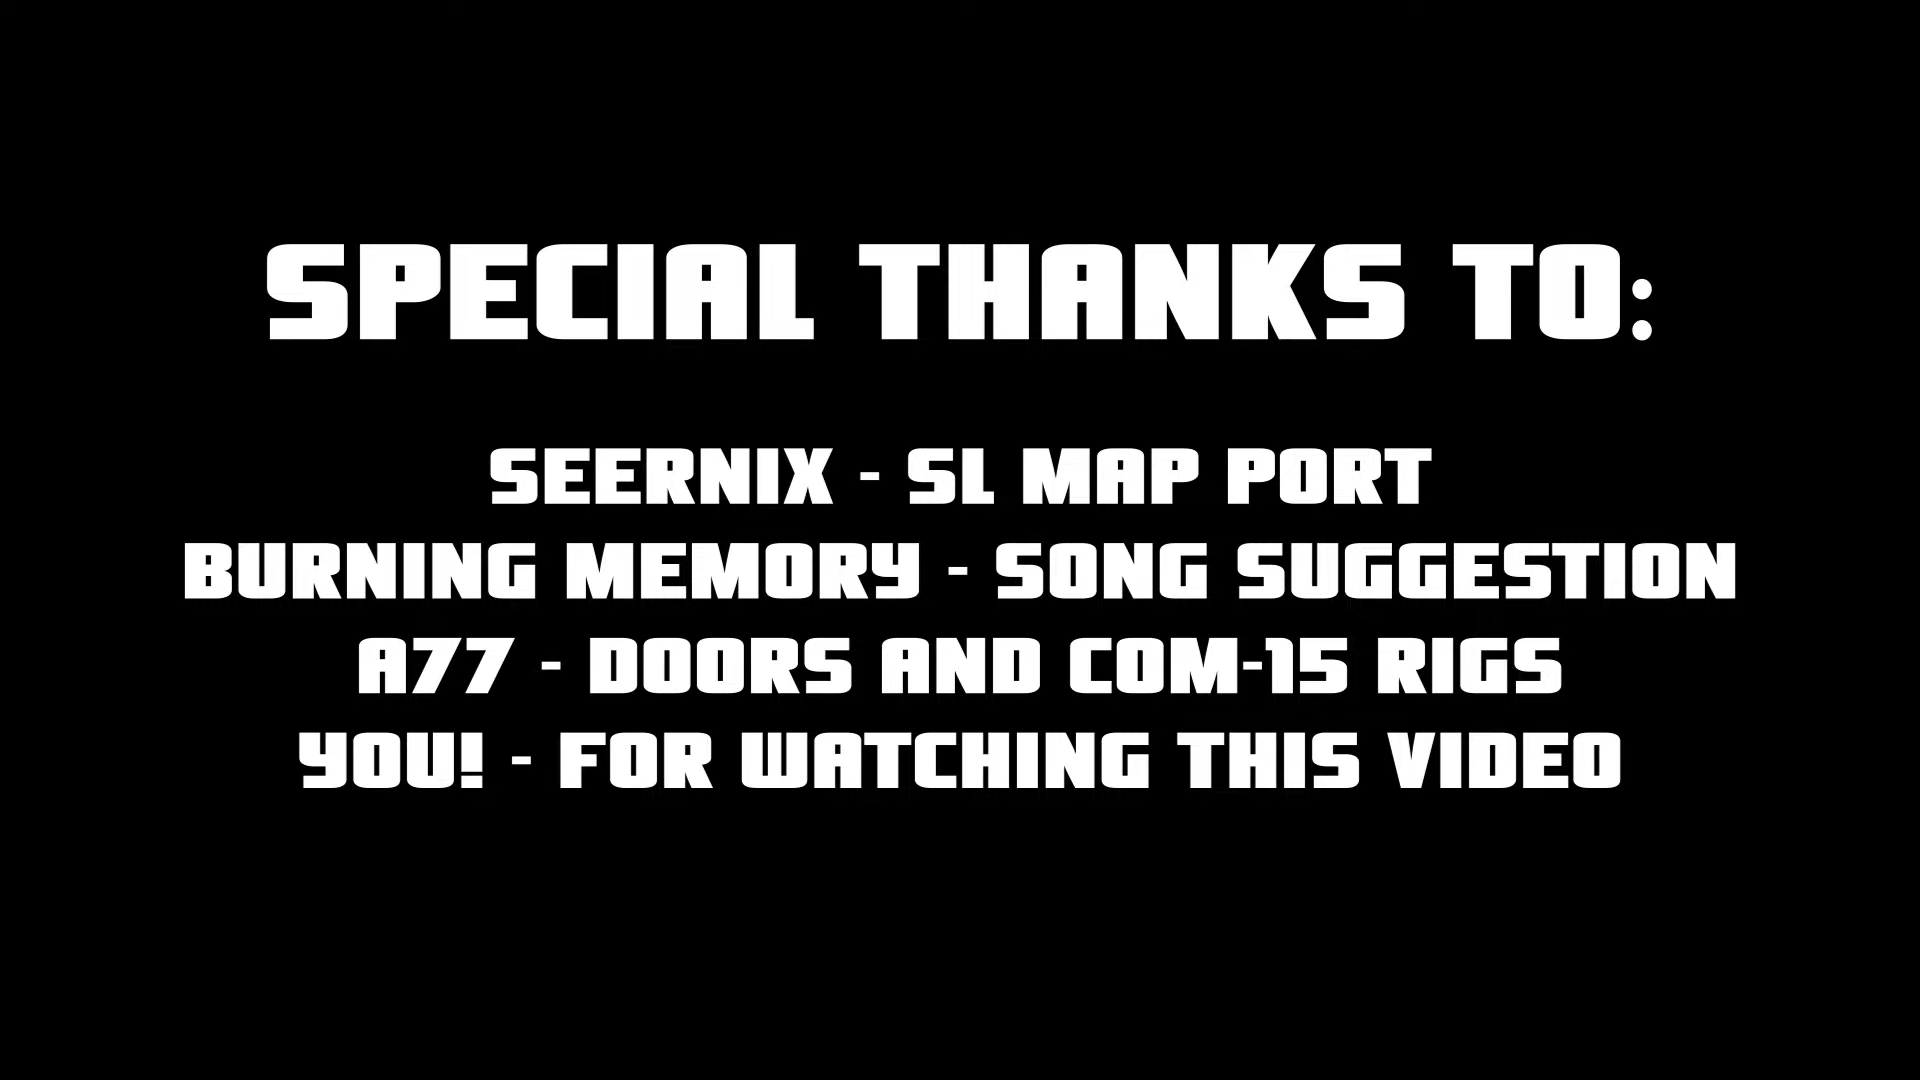 SPECIAL THANKS TO:
SEERNIX - SL MAP PORT
BURNING MEMORY - SONG SUGGESTION
A77 - DOORS AND COM-15 RIGS
YOU! - FOR WATCHING THIS VIDEO